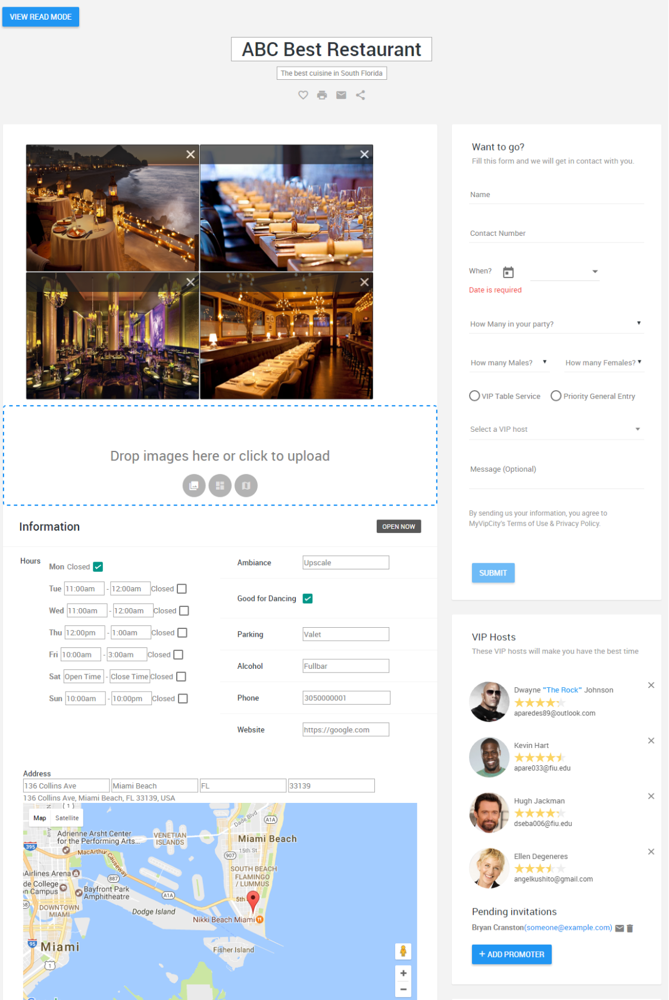 VIEW READ MODE
ABC Best Restaurant
The best cuisine in South Florida
Drop images here or click to upload
Information
OPEN NOW
Hours
Mon Closed
Tue 11:00am - 12:00am Closed
Wed 11:00am - 12:00am Closed
Thu 12:00pm - 1:00am Closed
Fri 10:00am - 3:00am Closed
Sat Open Time - Close Time Closed
Sun 10:00am - 10:00pm Closed
Ambiance Upscale
Good for Dancing
Parking Valet
Alcohol Fullbar
Phone 3050000001
Website https://google.com
Address
136 Collins Ave Miami Beach FL 33139
136 Collins Ave, Miami Beach, FL 33139, USA
Map Satellite
Adrienne Arsht Center
for the Performing Arts...
VENETIAN
ISLANDS
Dade Blvd
A1A
Miami Beach
395
MacArthur Causeway
15th St
907
Airlines Arena
SOUTH BEACH
FLAMINGO
/ LUMMUS
de College
n Campus
887
Bayfront Park
Amphitheatre
A1A
5th
DOWNTOWN
MIAMI
Dodge Island
Nikki Beach Miami
95
Miami
Fisher Island
1
Want to go?
Fill this form and we will get in contact with you.
Name
Contact Number
When?
Date is required
How Many in your party?
How many Males? How many Females?
VIP Table Service Priority General Entry
Select a VIP host
Message (Optional)
By sending us your information, you agree to
MyVipCity's Terms of Use & Privacy Policy.
SUBMIT
VIP Hosts
These VIP hosts will make you have the best time
Dwayne "The Rock" Johnson
aparedes89@outlook.com
Kevin Hart
apare033@fiu.edu
Hugh Jackman
dseba006@fiu.edu
Ellen Degeneres
angelkushito@gmail.com
Pending invitations
Bryan Cranston(someone@example.com)
+ ADD PROMOTER